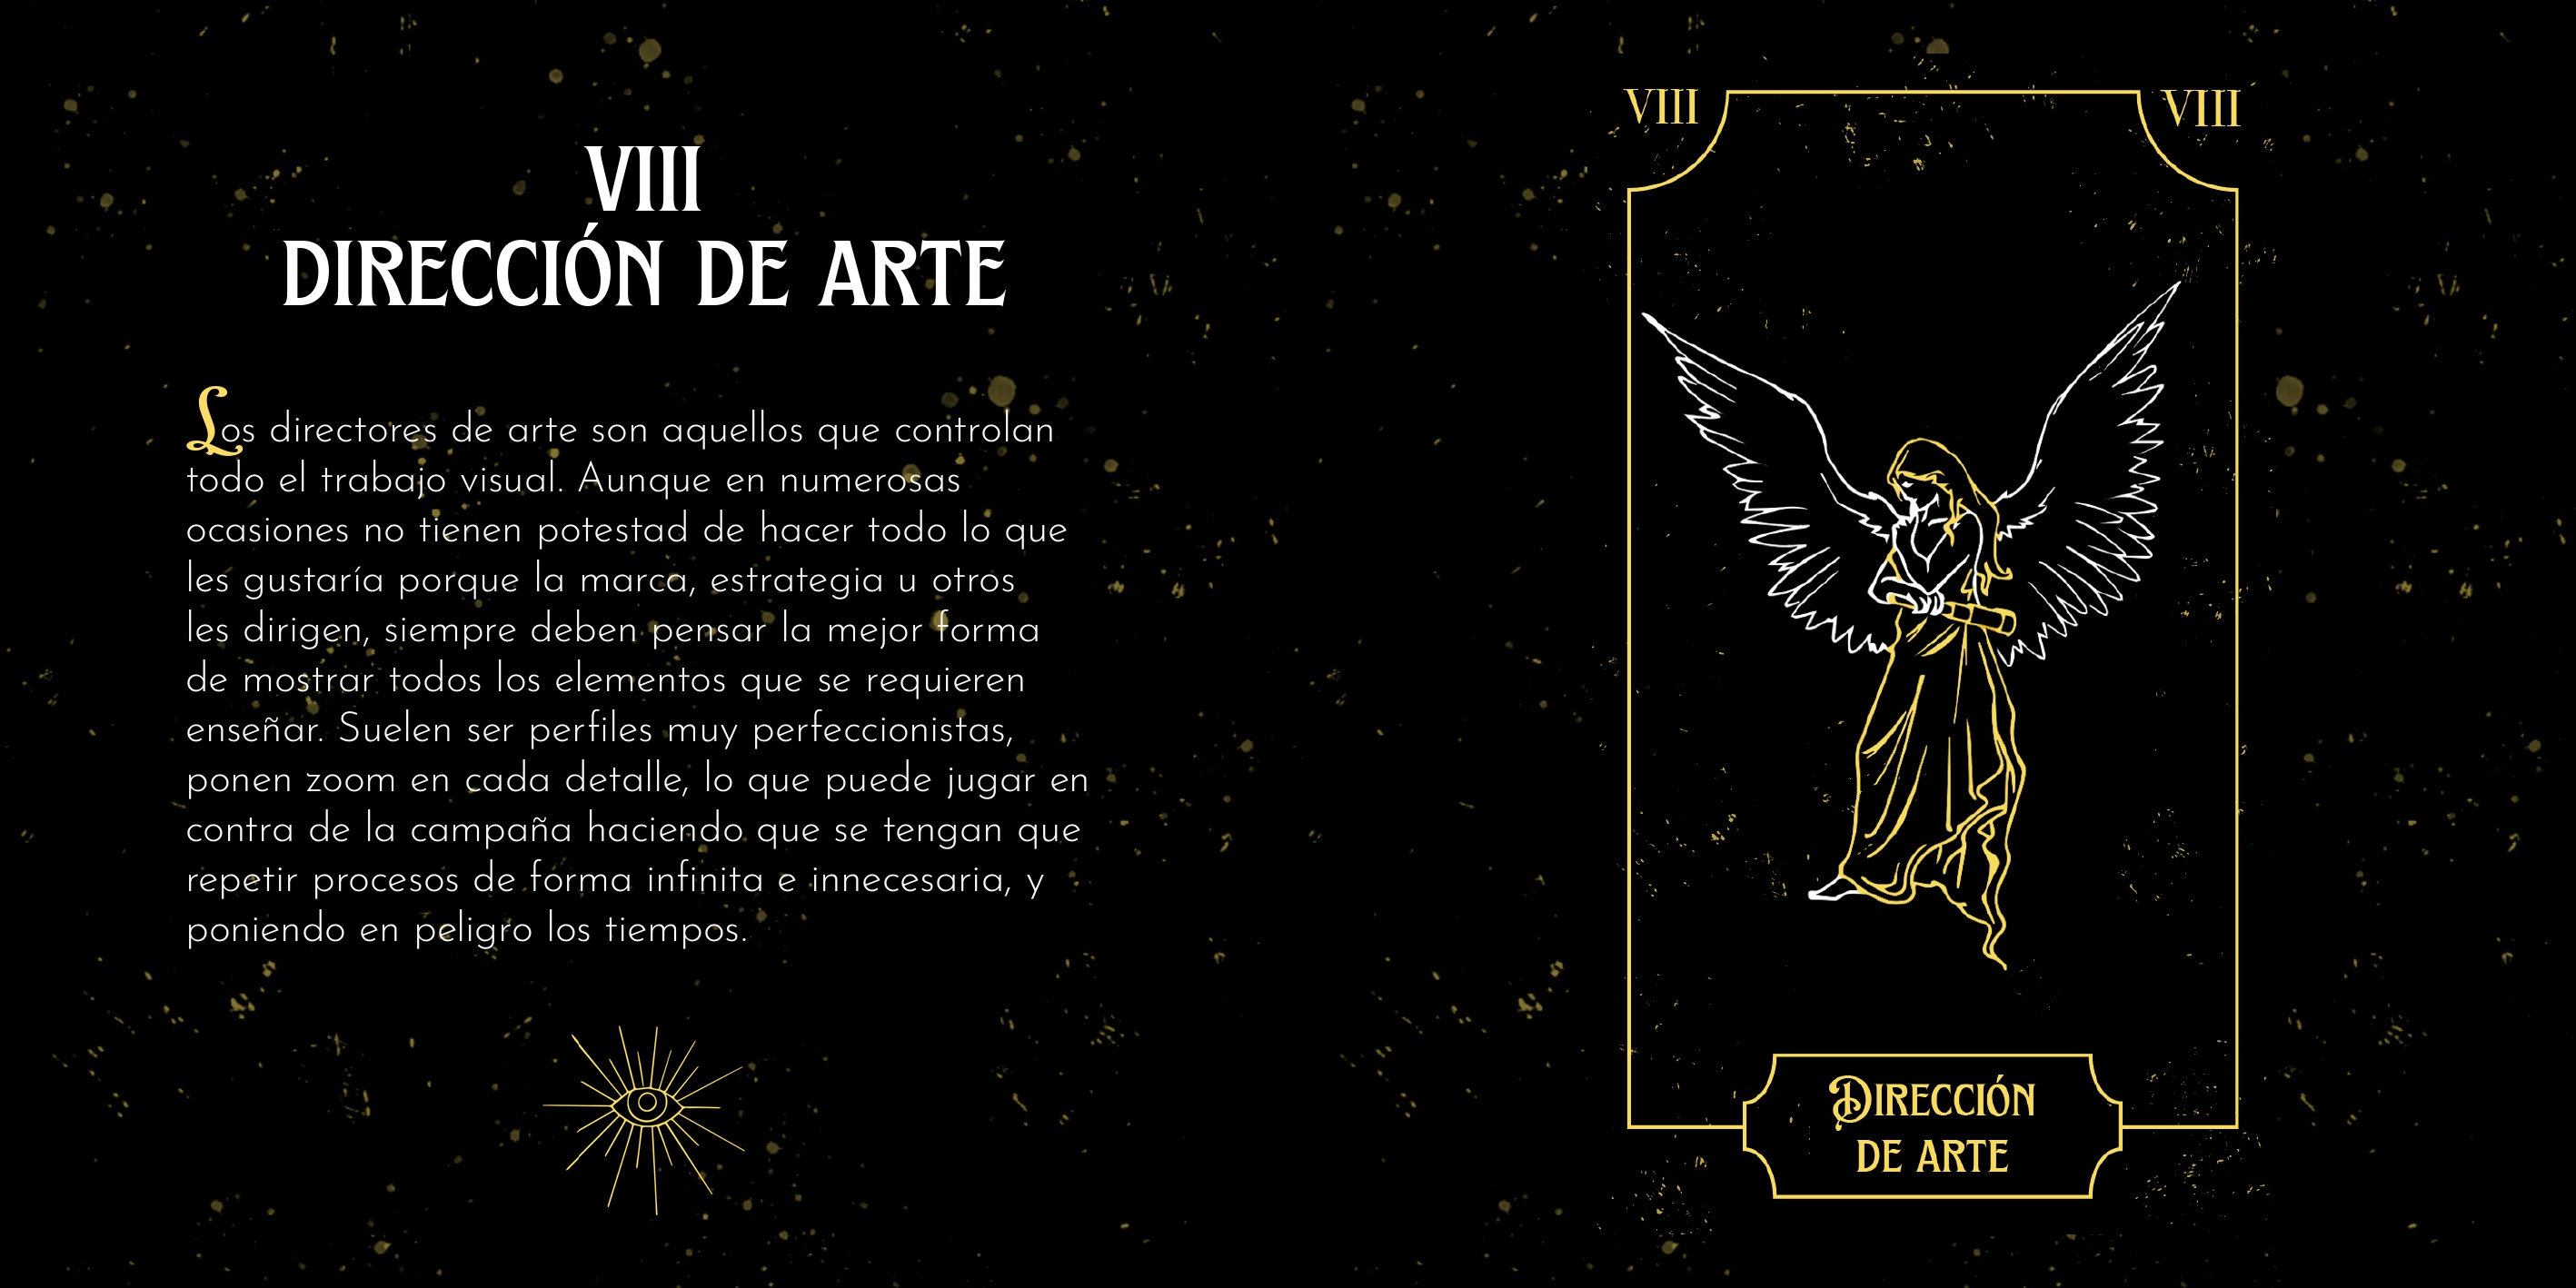 VIII
DIRECCIÓN DE ARTE
Los directores de arte son aquellos que controlan
todo el trabajo visual. Aunque en numerosas
ocasiones no tienen potestad de hacer todo lo que
les gustaría porque la marca, estrategia u otros
les dirigen, siempre deben pensar la mejor forma
de mostrar todos los elementos que se requieren
enseñar. Suelen ser perfiles muy perfeccionistas,
ponen zoom en cada detalle, lo que puede jugar en
contra de la campaña haciendo que se tengan que
repetir procesos de forma infinita e innecesaria, y
poniendo en peligro los tiempos.
VIII
VIII
DIRECCIÓN
DE ARTE